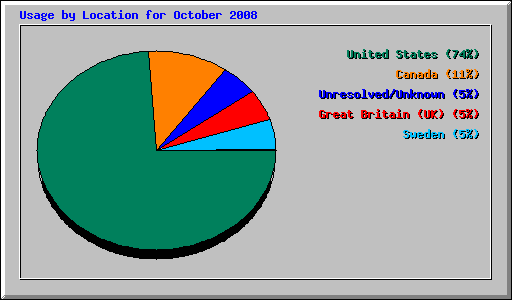 Usage by Location for October 2008
United States (74%)
Canada (11%)
Unresolved/Unknown (5%)
Great Britain (UK) (5%)
Sweden (5%)